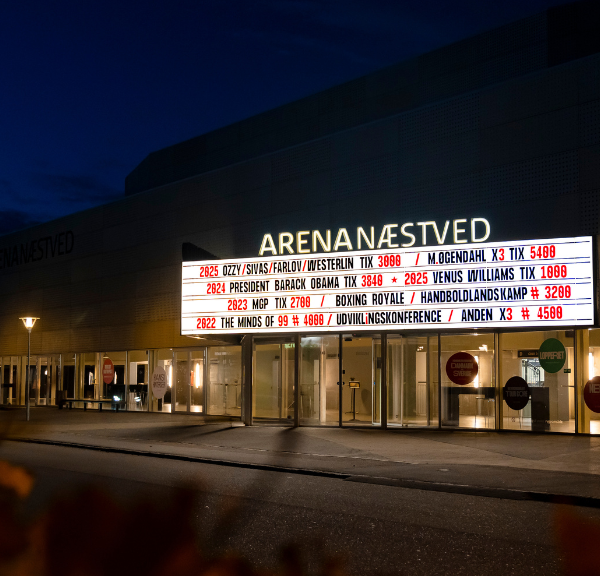 ARENANÆSTVED
ARENANÆSTVED
2025 OZZY/SIVAS/FARLOV/WESTERLIN TIX 3000 / M.ØGENDAHL X3 TIX 5400
2024 PRESIDENT BARACK OBAMA TIX 3840 ★ 2025 VENUS WILLIAMS TIX 1000
2023 MGP TIX 2700 / BOXING ROYALE / HANDBOLDLANDSKAMP # 3200
2022 THE MINDS OF 99 # 4000 / UDVIKLiNGSKONFERENCE / ANDEN X3 # 4500